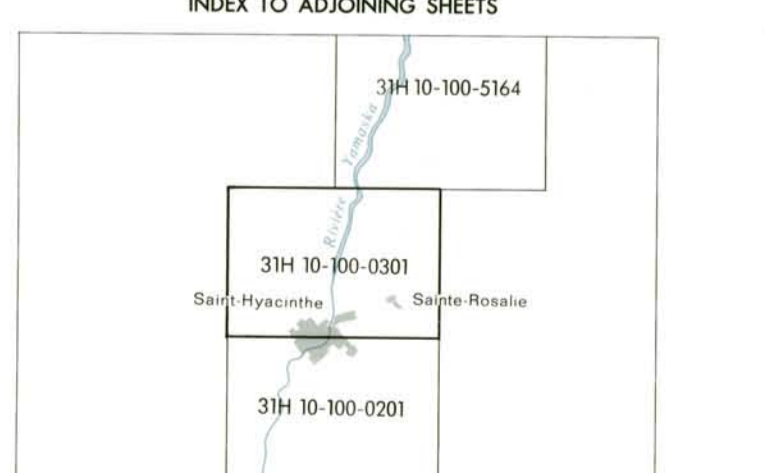 INDEX TO ADJOINING SHEETS
31H 10-100-5164
Rivière Yamaska
31H 10-100-0301
Saint-Hyacinthe
Sainte-Rosalie
31H 10-100-0201